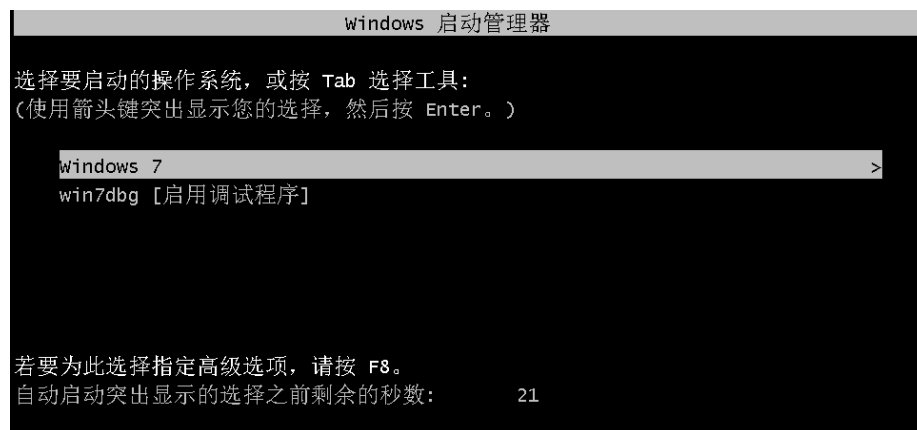 Windows 启动管理器
选择要启动的操作系统，或按 Tab 选择工具:
(使用箭头键突出显示您的选择，然后按 Enter。)
Windows 7 >
win7dbg [启用调试程序]
若要为此选择指定高级选项，请按 F8。
自动启动突出显示的选择之前剩余的秒数: 21